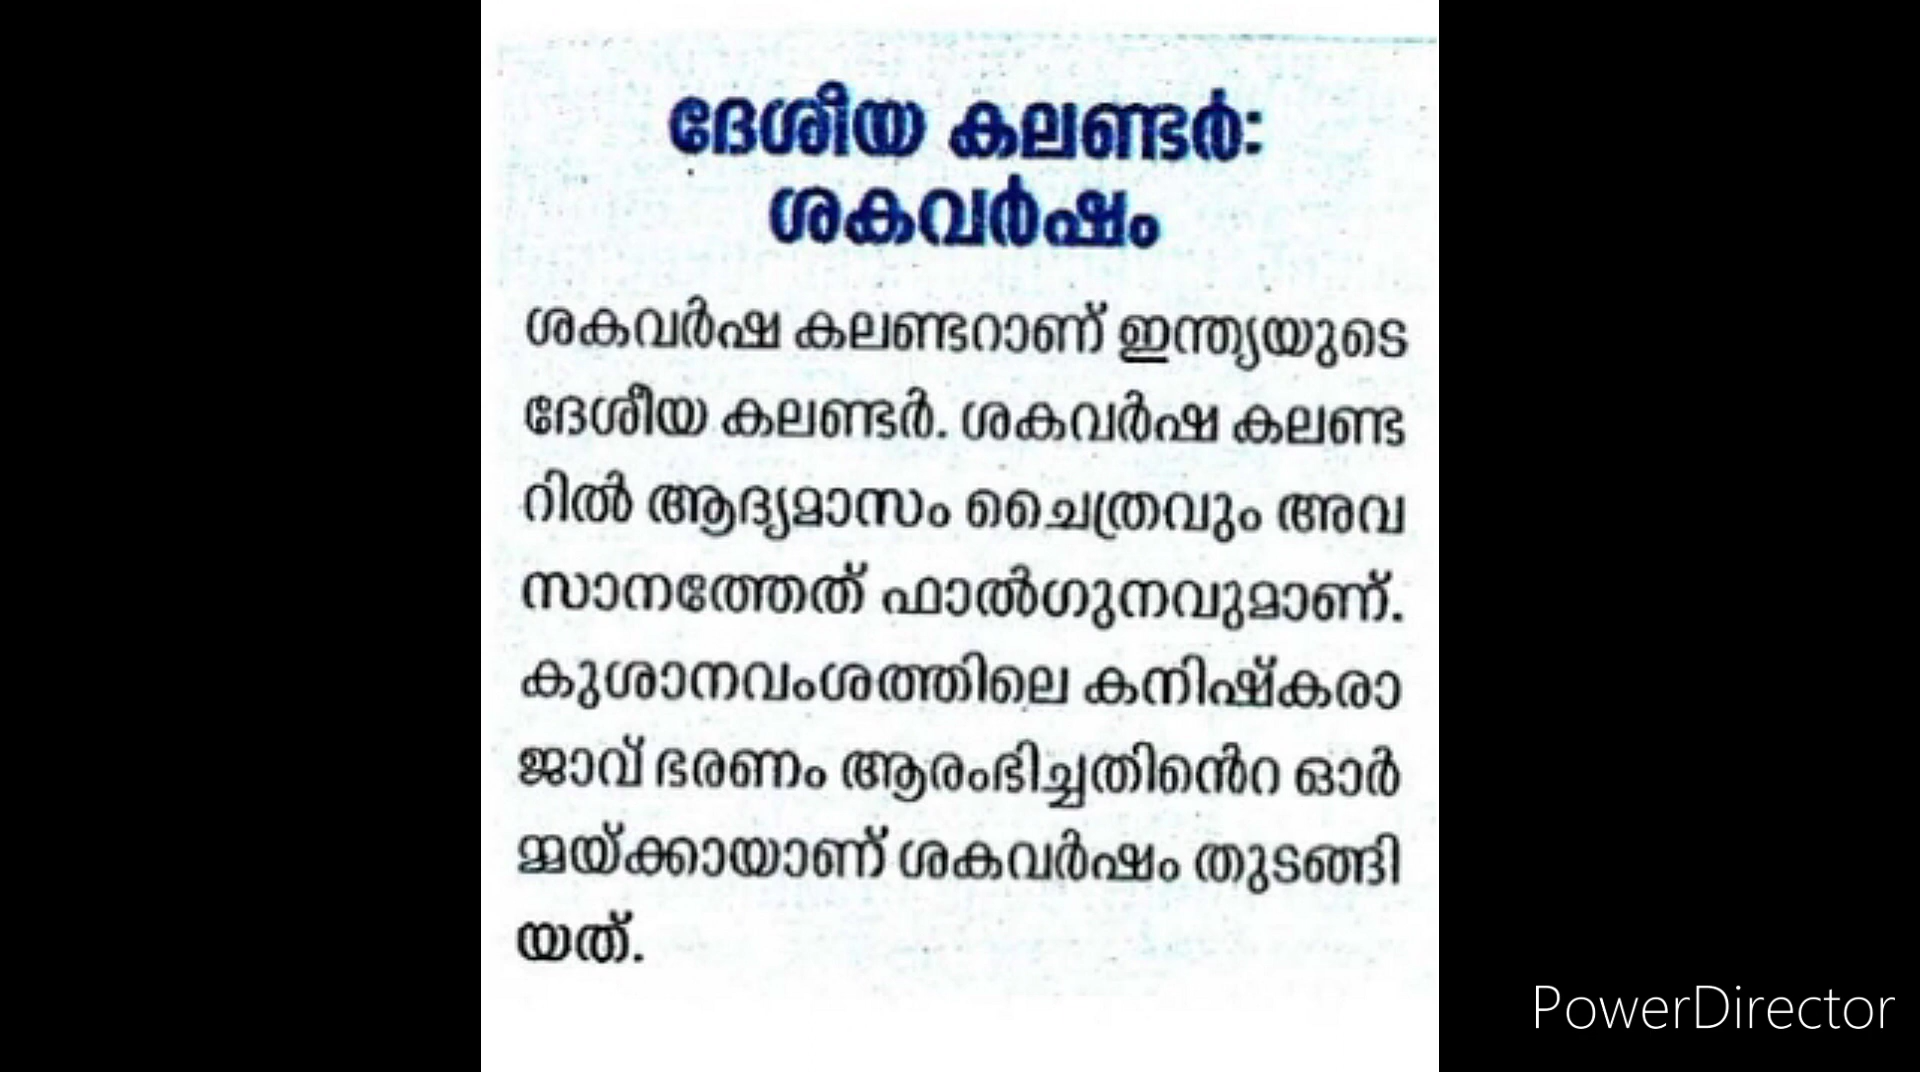 ദേശീയ കലണ്ടർ:
ശകവർഷം
ശകവർഷ കലണ്ടറാണ് ഇന്ത്യയുടെ
ദേശീയ കലണ്ടർ. ശകവർഷ കലണ്ട
റിൽ ആദ്യമാസം ചൈത്രവും അവ
സാനത്തേത് ഫാൽഗുനവുമാണ്.
കുശാനവംശത്തിലെ കനിഷ്കരാ
ജാവ് ഭരണം ആരംഭിച്ചതിൻെറ ഓർ
മ്മയ്ക്കായാണ് ശകവർഷം തുടങ്ങി
യത്.
PowerDirector